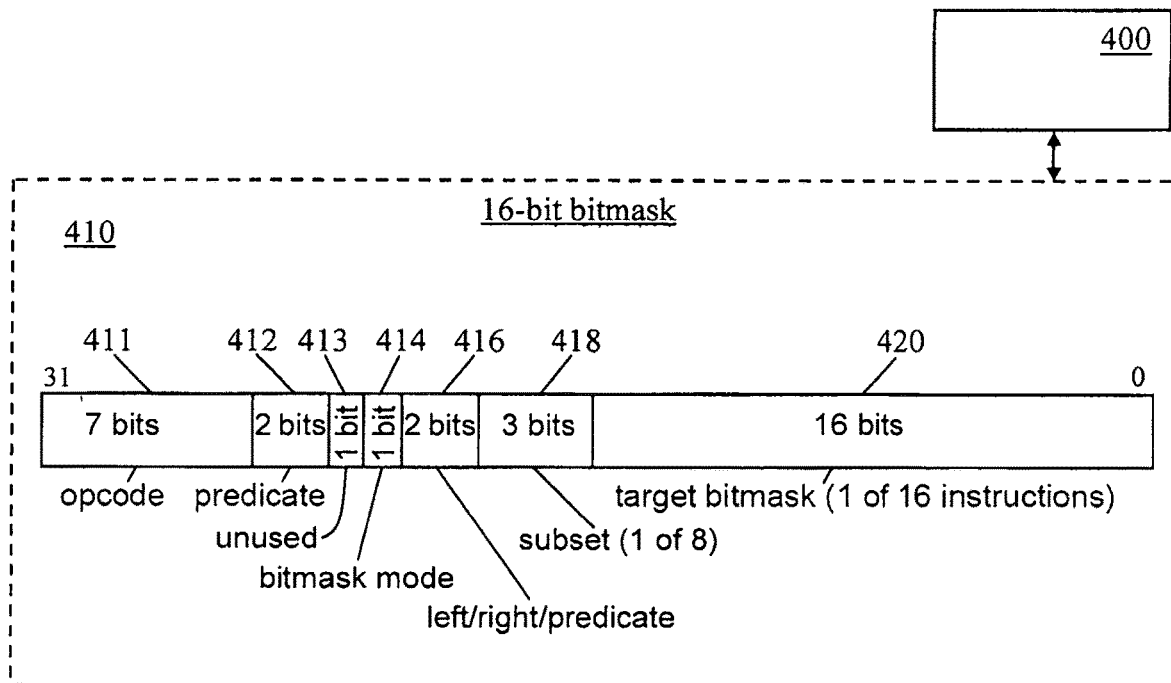 400
16-bit bitmask
410
411 412 413 414 416 418 420
31 0
7 bits 2 bits 1 bit 1 bit 2 bits 3 bits 16 bits
opcode predicate target bitmask (1 of 16 instructions)
unused subset (1 of 8)
bitmask mode
left/right/predicate